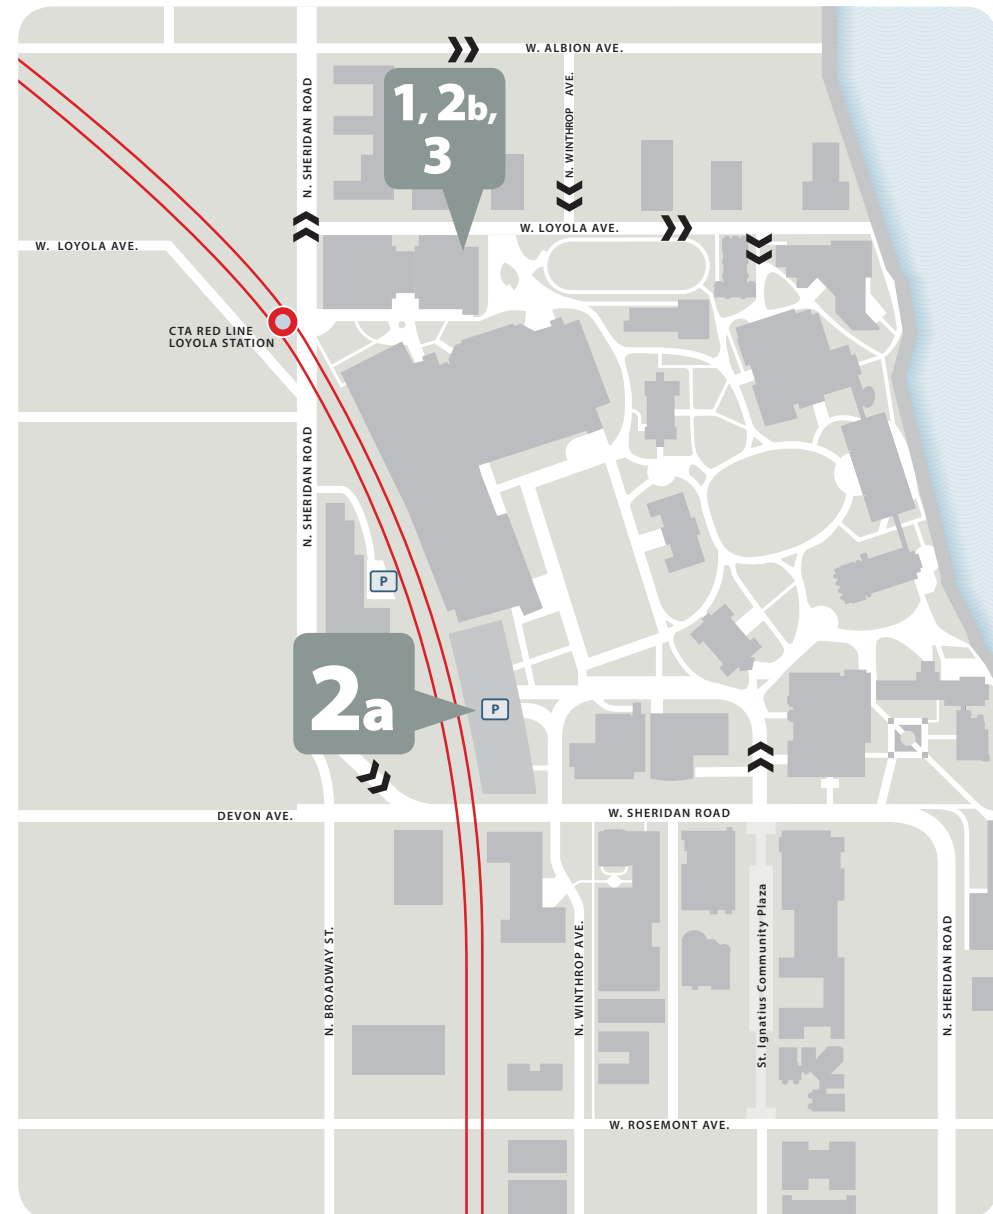 W. ALBION AVE.
N. SHERIDAN ROAD
1, 2b,
3
N. WINTHROP AVE.
W. LOYOLA AVE.
W. LOYOLA AVE.
CTA RED LINE
LOYOLA STATION
N. SHERIDAN ROAD
P
2a
P
DEVON AVE.
W. SHERIDAN ROAD
N. BROADWAY ST.
N. WINTHROP AVE.
St. Ignatius Community Plaza
N. SHERIDAN ROAD
W. ROSEMONT AVE.